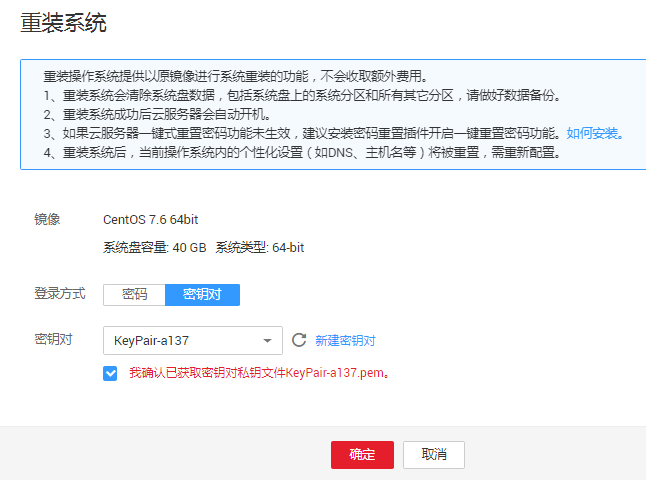 重装系统
重装操作系统提供以原镜像进行系统重装的功能，不会收取额外费用。
1、重装系统会清除系统盘数据，包括系统盘上的系统分区和所有其它分区，请做好数据备份。
2、重装系统成功后云服务器会自动开机。
3、如果云服务器一键式重置密码功能未生效，建议安装密码重置插件开启一键重置密码功能。如何安装。
4、重装系统后，当前操作系统内的个性化设置（如DNS、主机名等）将被重置，需重新配置。
镜像 CentOS 7.6 64bit
系统盘容量: 40 GB 系统类型: 64-bit
登录方式 密码 密钥对
密钥对 KeyPair-a137 新建密钥对
我确认已获取密钥对私钥文件KeyPair-a137.pem。
确定 取消